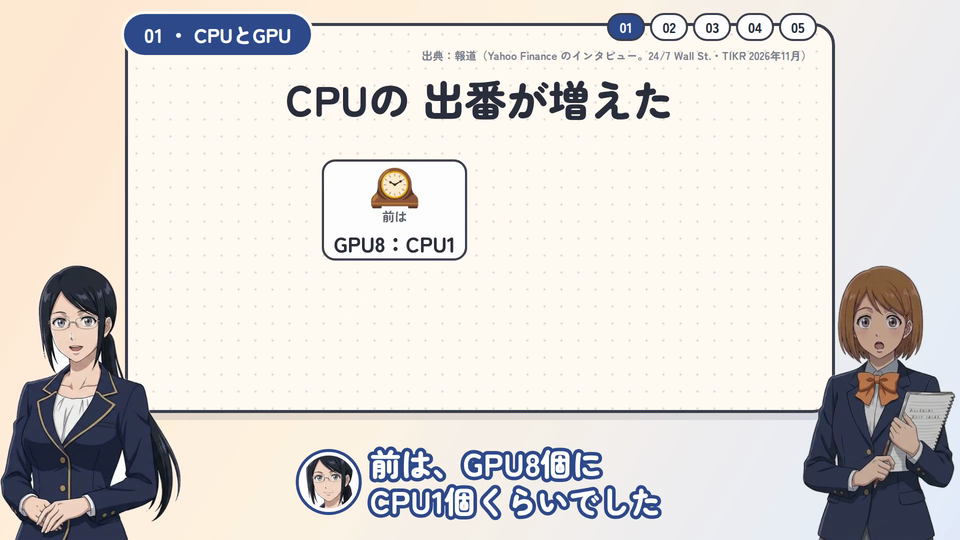 01 ・ CPUとGPU
01 02 03 04 05
出典：報道（Yahoo Finance のインタビュー。24/7 Wall St.・TIKR 2026年11月）
CPUの 出番が増えた
前は
GPU8：CPU1
前は、GPU8個に
CPU1個くらいでした